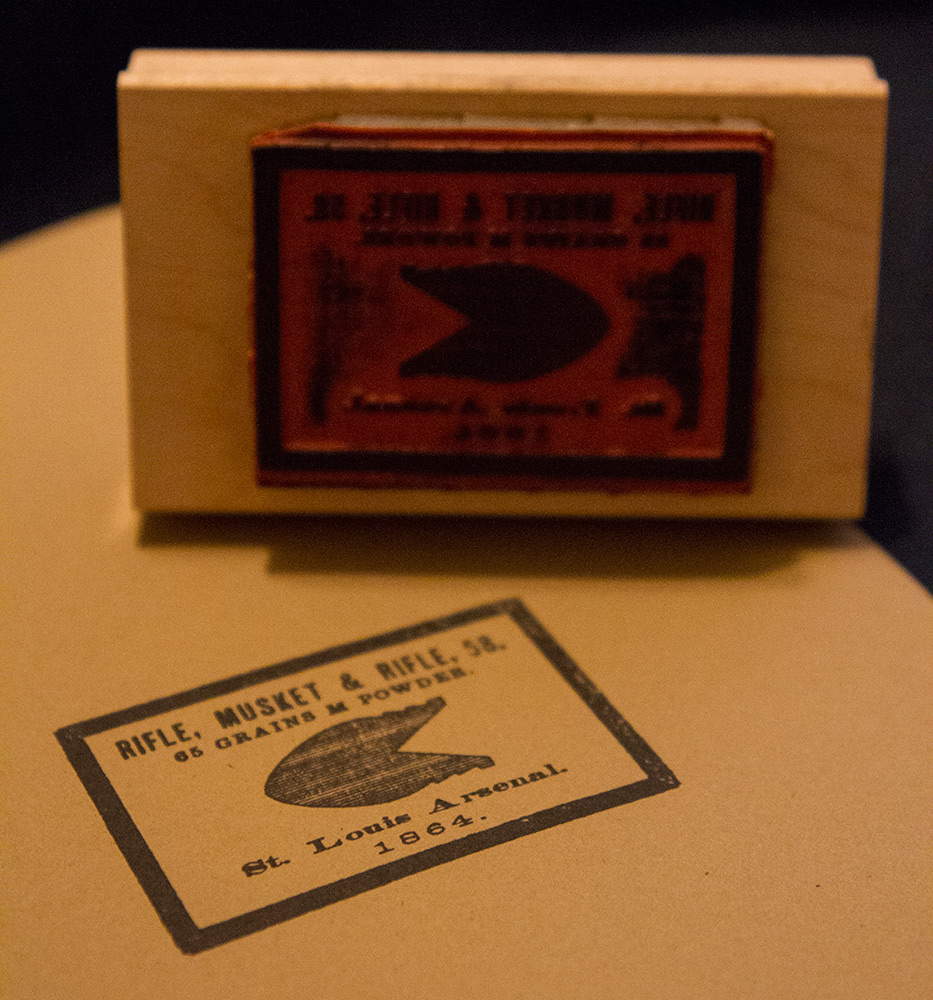 RIFLE, MUSKET & RIFLE, 58.
65 GRAINS M POWDER.
St. Louis Arsenal.
1864.